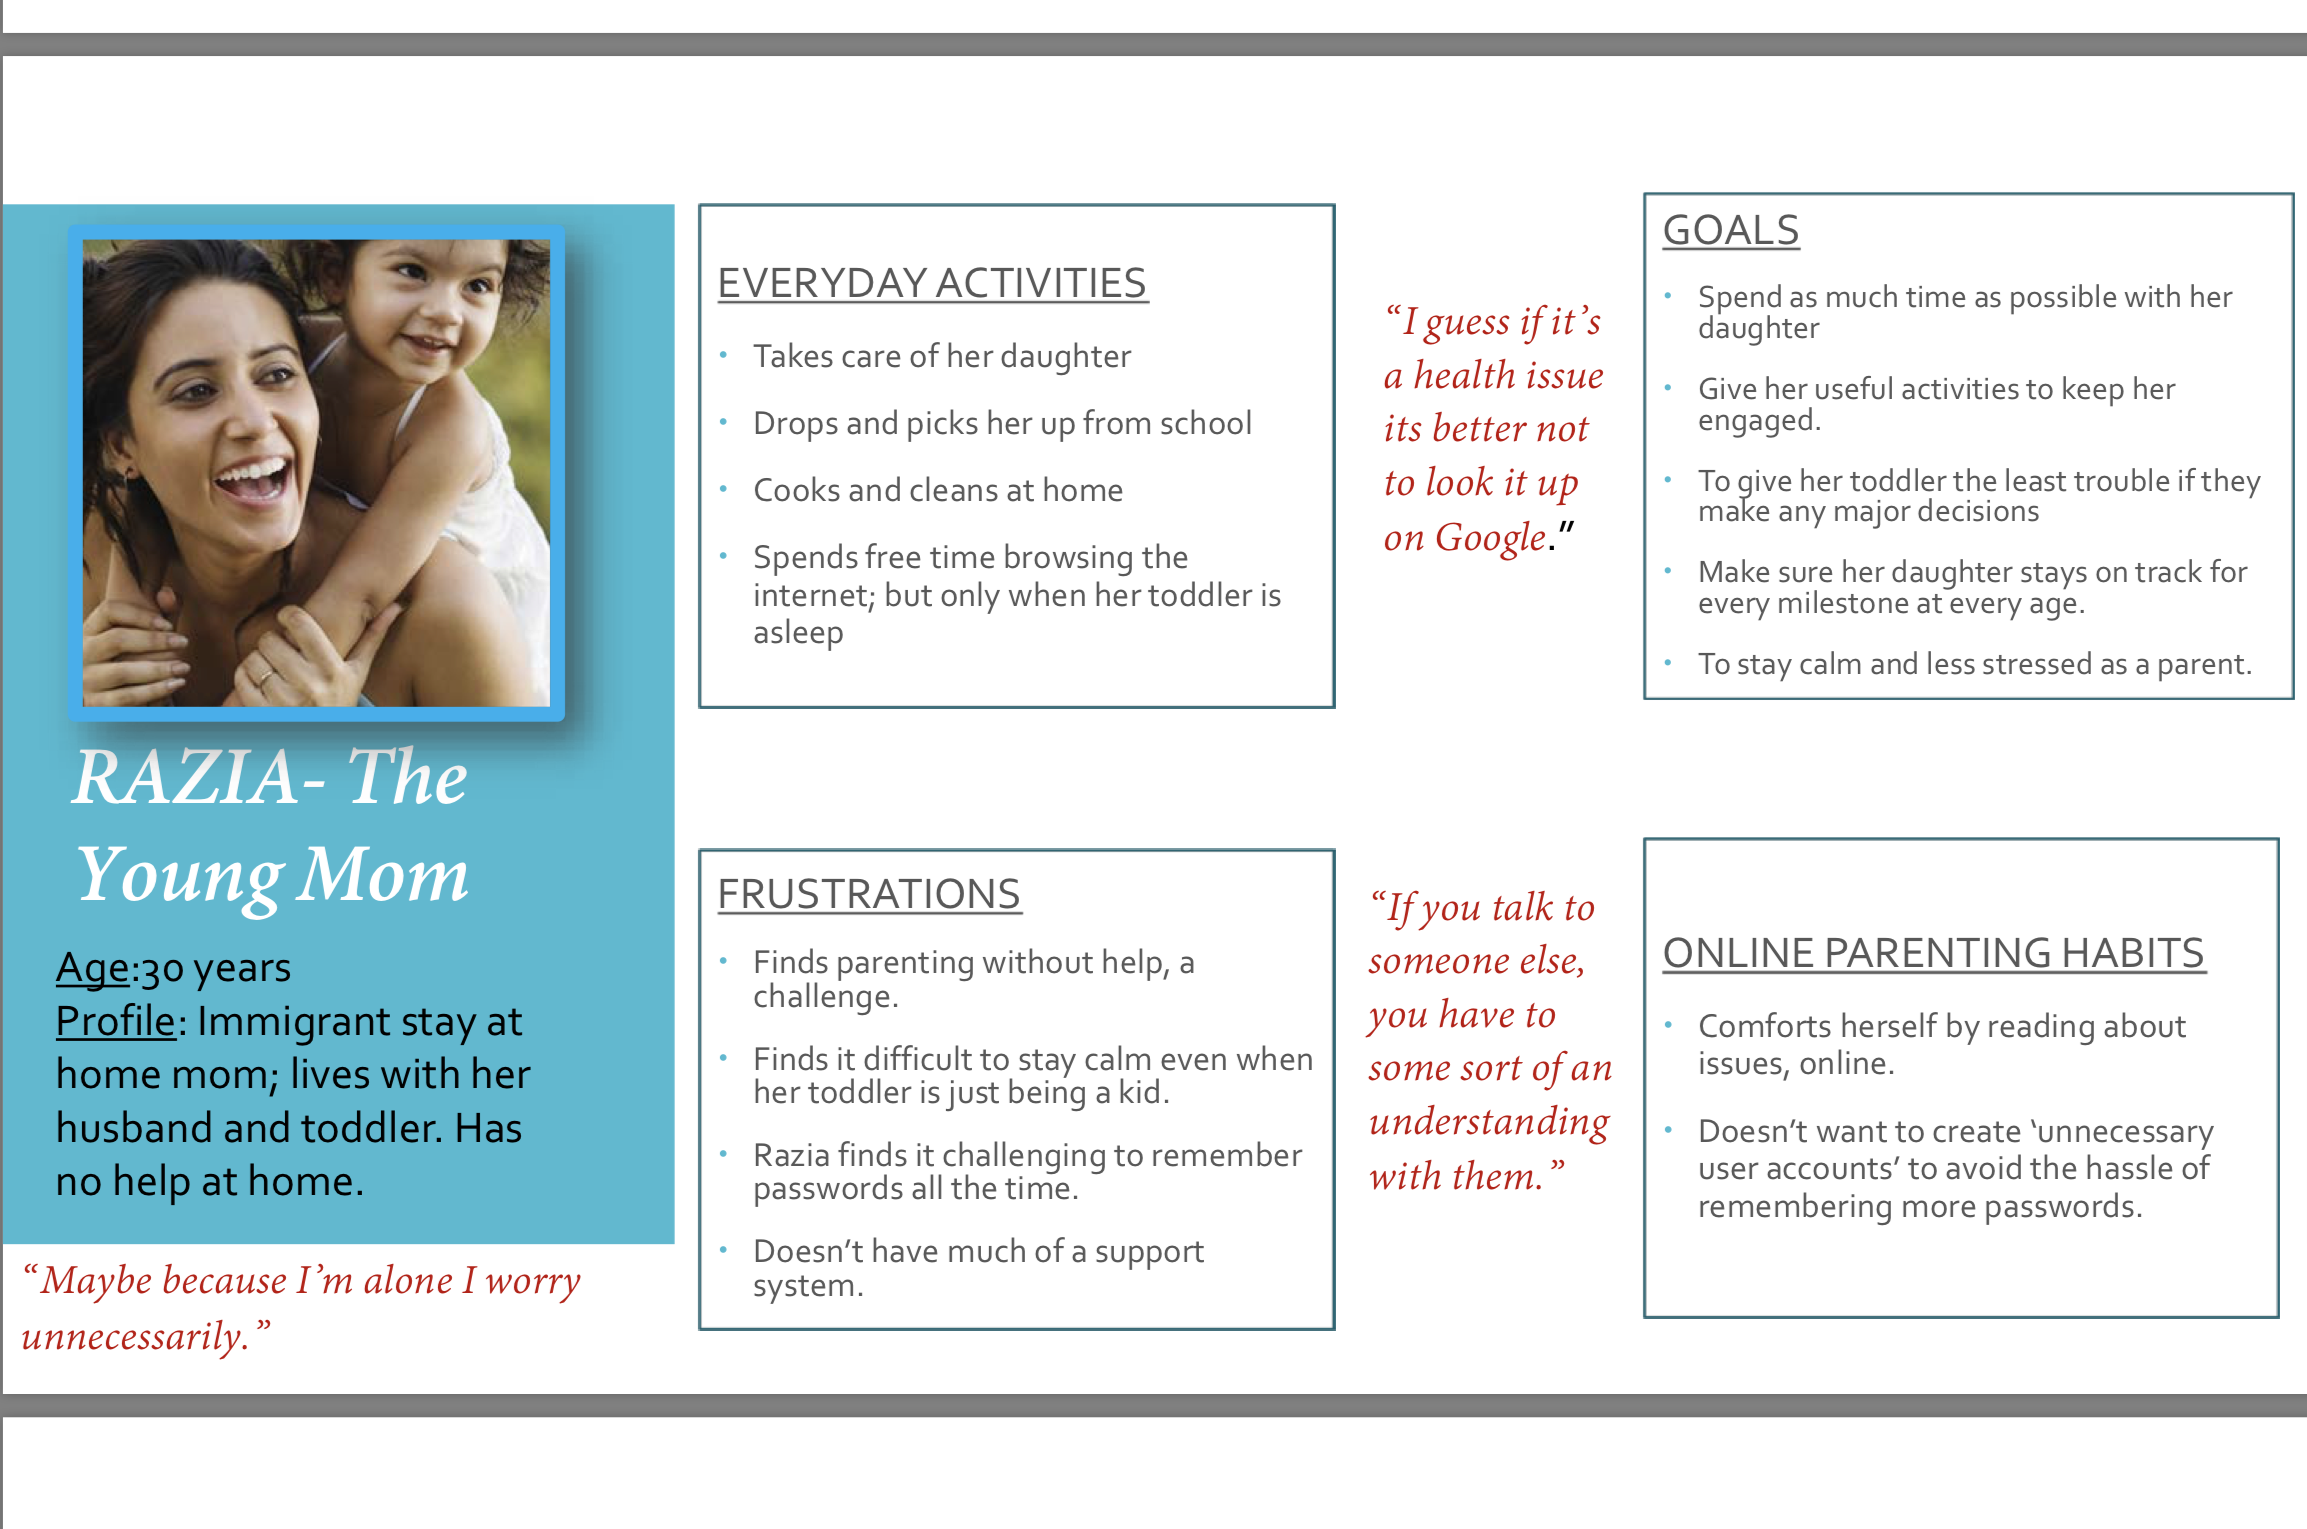 RAZIA- The
Young Mom
Age:30 years
Profile: Immigrant stay at
home mom; lives with her
husband and toddler. Has
no help at home.
“Maybe because I’m alone I worry
unnecessarily.”
EVERYDAY ACTIVITIES
• Takes care of her daughter
• Drops and picks her up from school
• Cooks and cleans at home
• Spends free time browsing the
internet; but only when her toddler is
asleep
“I guess if it’s
a health issue
its better not
to look it up
on Google.”
GOALS
• Spend as much time as possible with her
daughter
• Give her useful activities to keep her
engaged.
• To give her toddler the least trouble if they
make any major decisions
• Make sure her daughter stays on track for
every milestone at every age.
• To stay calm and less stressed as a parent.
FRUSTRATIONS
• Finds parenting without help, a
challenge.
• Finds it difficult to stay calm even when
her toddler is just being a kid.
• Razia finds it challenging to remember
passwords all the time.
• Doesn’t have much of a support
system.
“If you talk to
someone else,
you have to
some sort of an
understanding
with them.”
ONLINE PARENTING HABITS
• Comforts herself by reading about
issues, online.
• Doesn’t want to create ‘unnecessary
user accounts’ to avoid the hassle of
remembering more passwords.